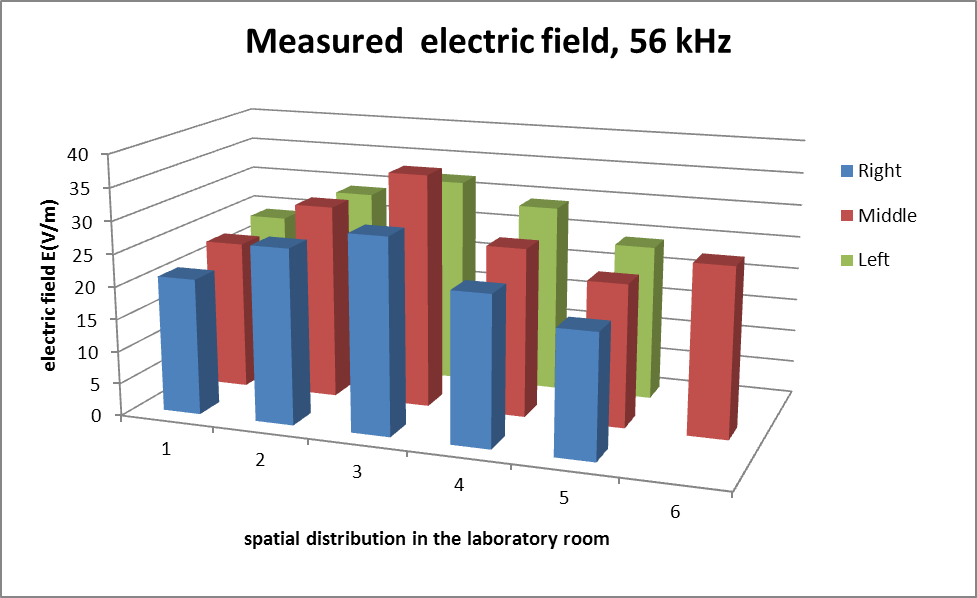 Measured  electric field, 56 kHz
electric field E(V/m)
40
35
30
25
20
15
10
5
0
1
2
3
4
5
6
spatial distribution in the laboratory room
Right
Middle
Left